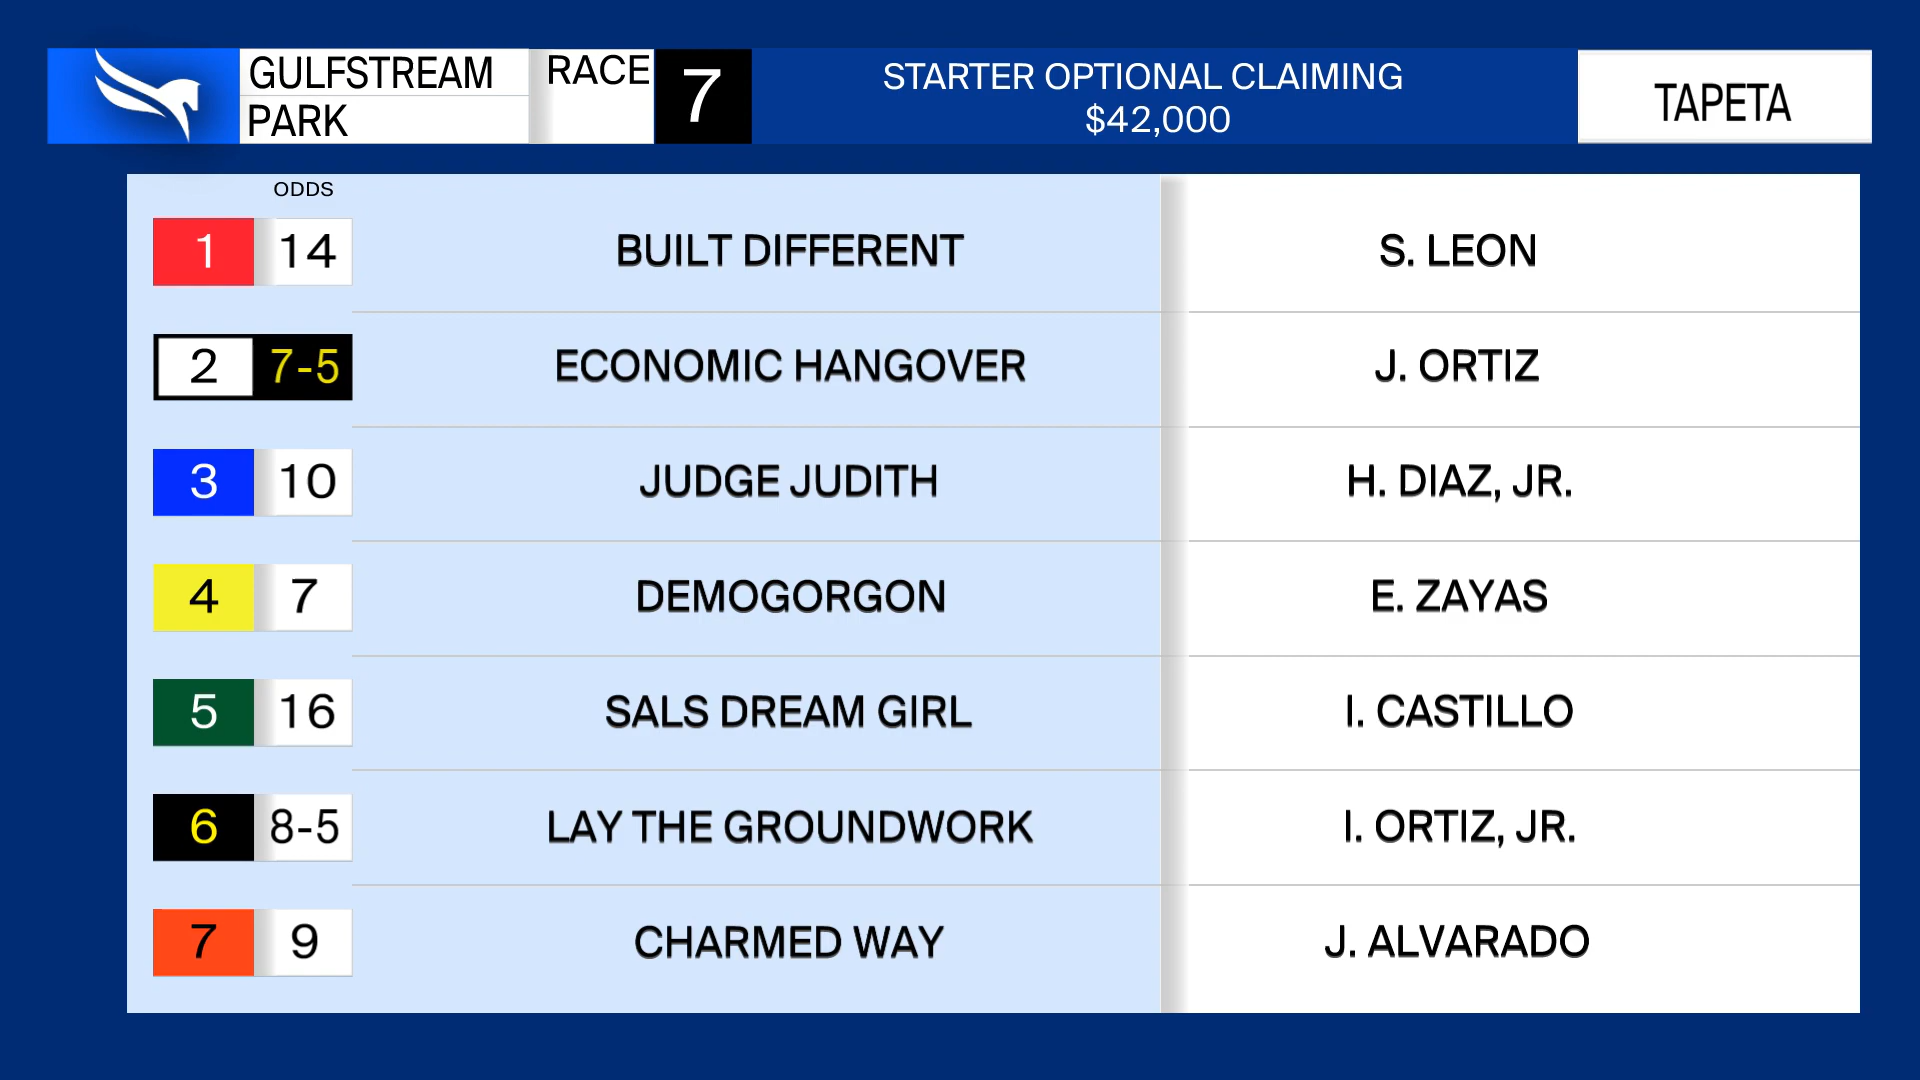 GULFSTREAM
PARK
RACE
7
STARTER OPTIONAL CLAIMING
$42,000
TAPETA
ODDS
1 14 BUILT DIFFERENT S. LEON
2 7-5 ECONOMIC HANGOVER J. ORTIZ
3 10 JUDGE JUDITH H. DIAZ, JR.
4 7 DEMOGORGON E. ZAYAS
5 16 SALS DREAM GIRL I. CASTILLO
6 8-5 LAY THE GROUNDWORK I. ORTIZ, JR.
7 9 CHARMED WAY J. ALVARADO